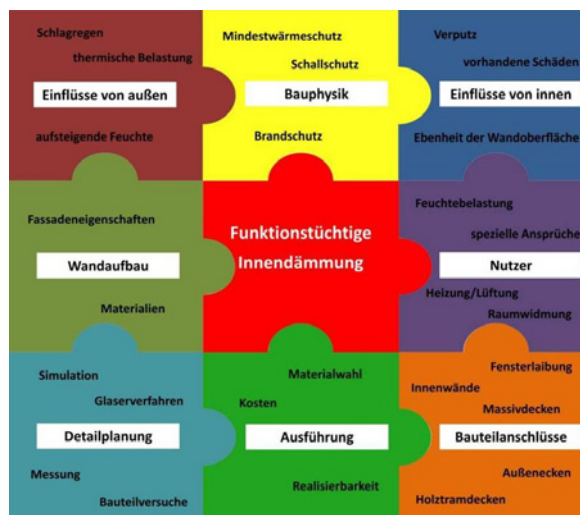 Schlagregen
thermische Belastung
Einflüsse von außen
aufsteigende Feuchte
Mindestwärmeschutz
Schallschutz
Bauphysik
Brandschutz
Verputz
vorhandene Schäden
Einflüsse von innen
Ebenheit der Wandoberfläche
Fassadeneigenschaften
Wandaufbau
Materialien
Funktionstüchtige
Innendämmung
Feuchtebelastung
spezielle Ansprüche
Nutzer
Heizung/Lüftung
Raumwidmung
Simulation
Glaserverfahren
Detailplanung
Messung
Bauteilversuche
Materialwahl
Kosten
Ausführung
Realisierbarkeit
Fensterlaibung
Innenwände
Massivdecken
Bauteilanschlüsse
Außenecken
Holztramdecken